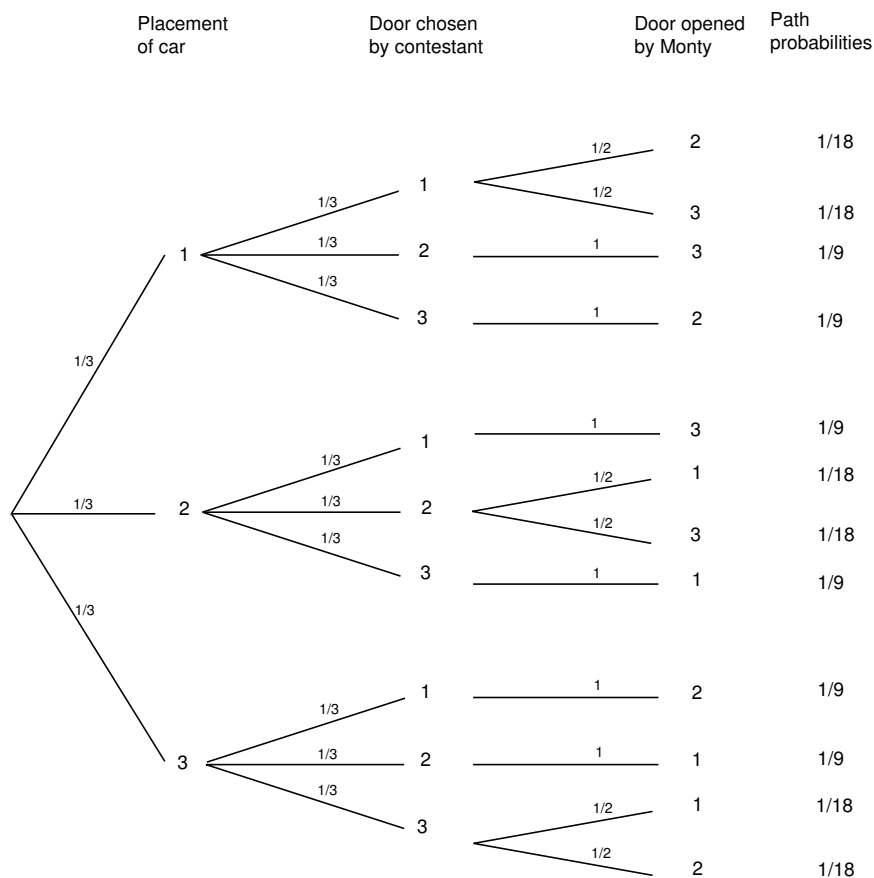 Placement
of car
Door chosen
by contestant
Door opened
by Monty
Path
probabilities
1/2 2 1/18
1 1/2
1/3 3 1/18
1 1/3 2 1 3 1/9
1/3
3 1 2 1/9
1/3
1 1 3 1/9
1/3 1/2 1 1/18
1/3 2 1/3 2
1/3 1/2 3 1/18
3 1 1 1/9
1/3
1 1 2 1/9
1/3
3 1/3 2 1 1 1/9
1/3
3 1/2 1 1/18
1/2 2 1/18